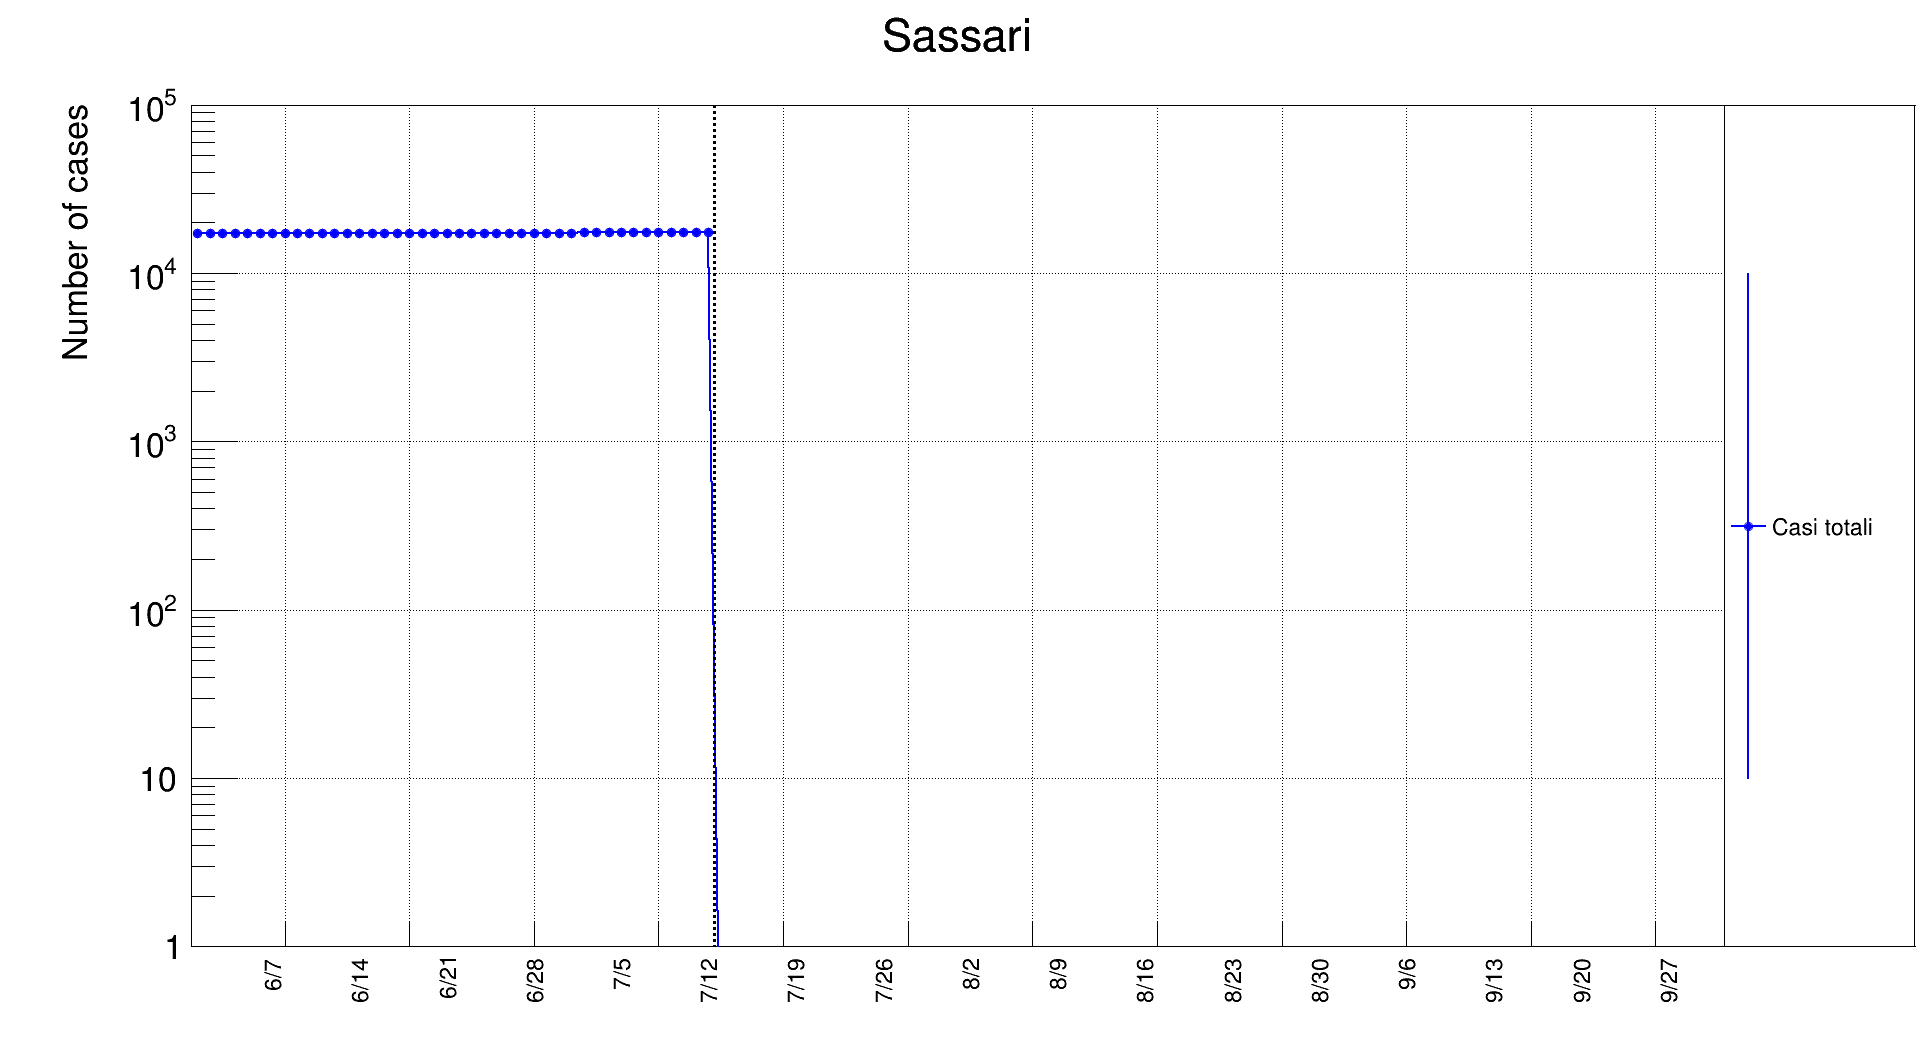 Sassari
Number of cases
10^5
10^4
10^3
10^2
10
1
6/7 6/14 6/21 6/28 7/5 7/12 7/19 7/26 8/2 8/9 8/16 8/23 8/30 9/6 9/13 9/20 9/27
Casi totali